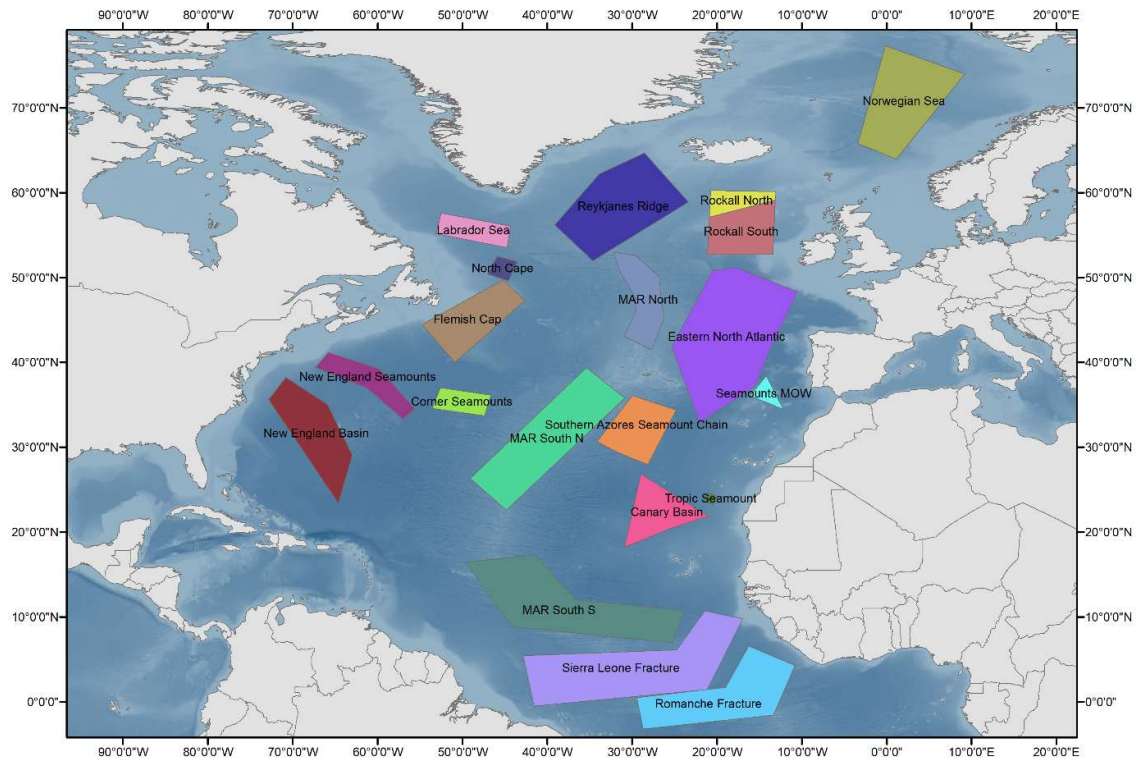 90°0'0"W 80°0'0"W 70°0'0"W 60°0'0"W 50°0'0"W 40°0'0"W 30°0'0"W 20°0'0"W 10°0'0"W 0°0'0" 10°0'0"E 20°0'0"E
70°0'0"N 70°0'0"N
Norwegian Sea
60°0'0"N 60°0'0"N
Reykjanes Ridge
Rockall North
Labrador Sea
Rockall South
50°0'0"N 50°0'0"N
North Cape
MAR North
Flemish Cap
Eastern North Atlantic
40°0'0"N 40°0'0"N
New England Seamounts
Corner Seamounts
Seamounts MOW
New England Basin
Southern Azores Seamount Chain
MAR South N
30°0'0"N 30°0'0"N
Tropic Seamount
Canary Basin
20°0'0"N 20°0'0"N
MAR South S
10°0'0"N 10°0'0"N
Sierra Leone Fracture
Romanche Fracture
0°0'0" 0°0'0"
90°0'0"W 80°0'0"W 70°0'0"W 60°0'0"W 50°0'0"W 40°0'0"W 30°0'0"W 20°0'0"W 10°0'0"W 0°0'0" 10°0'0"E 20°0'0"E